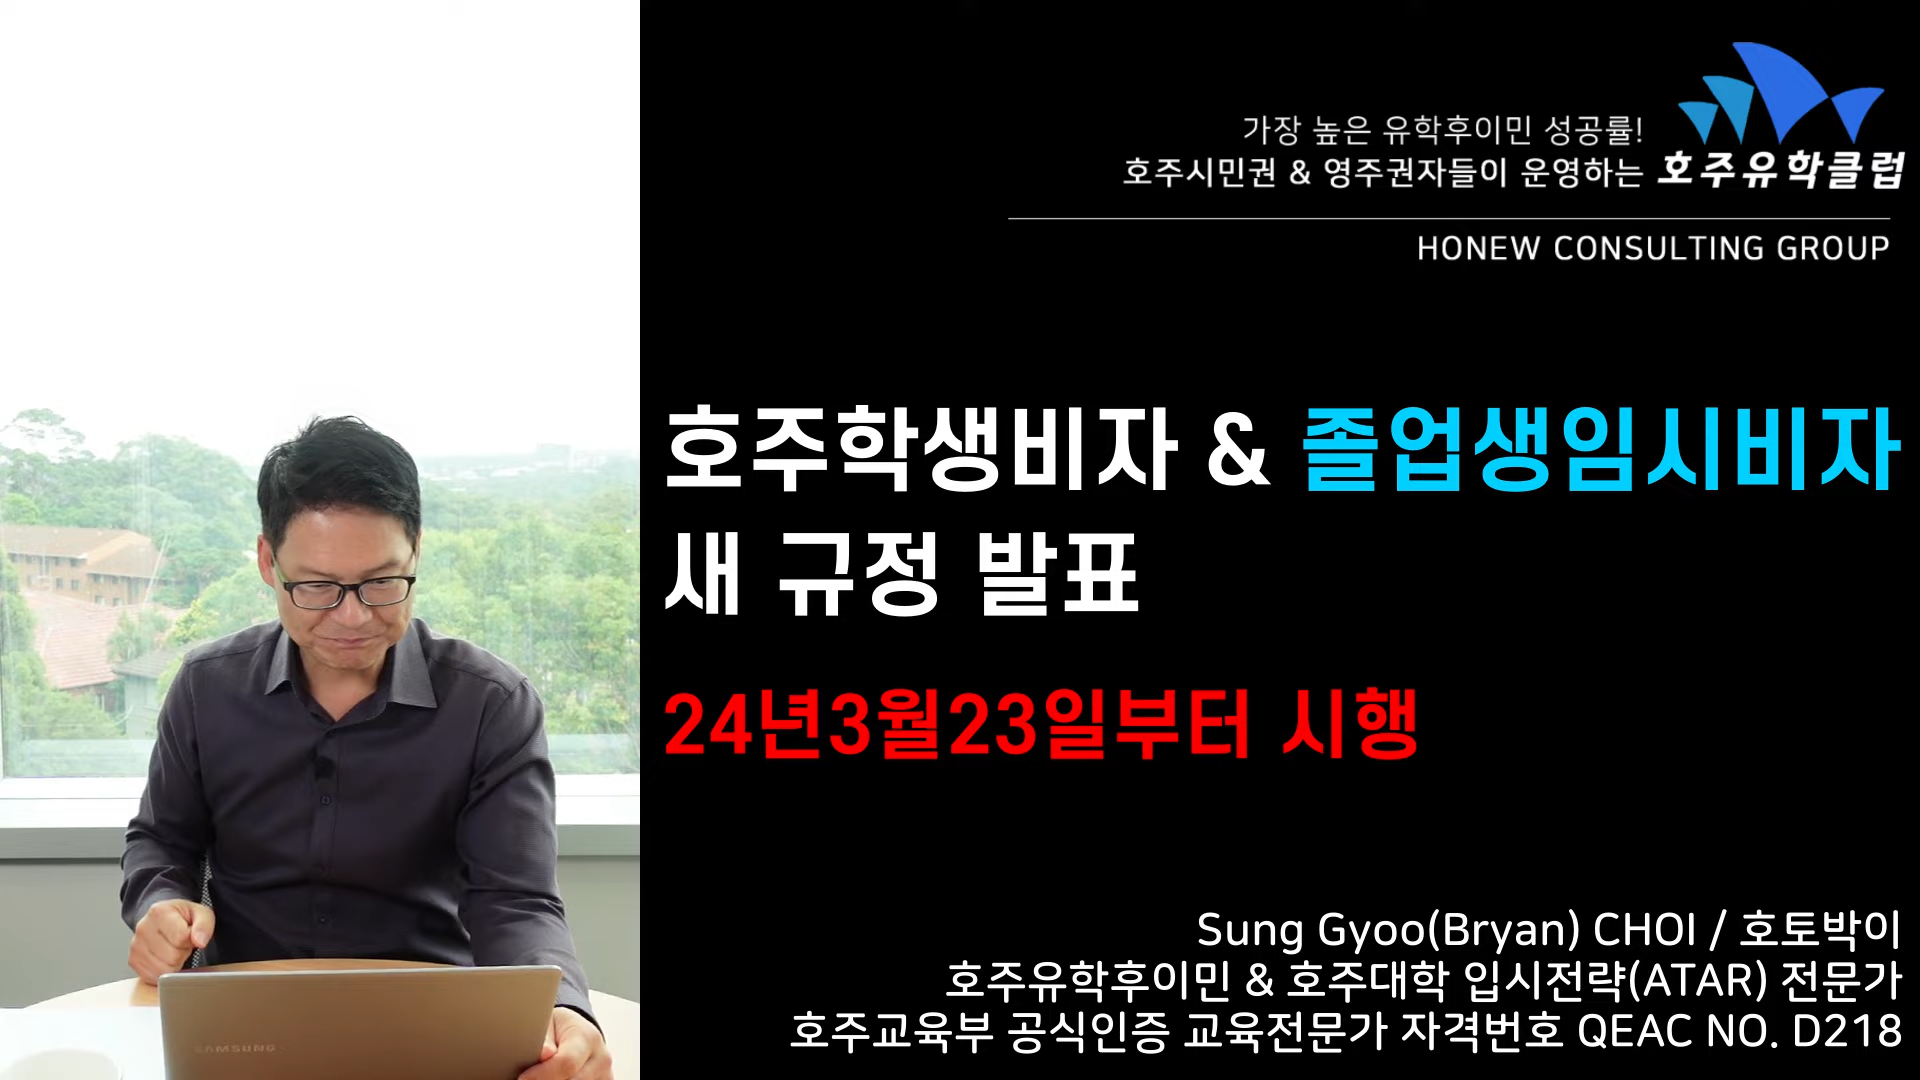 가장 높은 유학후이민 성공률!
호주시민권 & 영주권자들이 운영하는 호주유학클럽
HONEW CONSULTING GROUP
호주학생비자 & 졸업생임시비자
새 규정 발표
24년3월23일부터 시행
Sung Gyoo(Bryan) CHOI / 호토박이
호주유학후이민 & 호주대학 입시전략(ATAR) 전문가
호주교육부 공식인증 교육전문가 자격번호 QEAC NO. D218
SAMSUNG